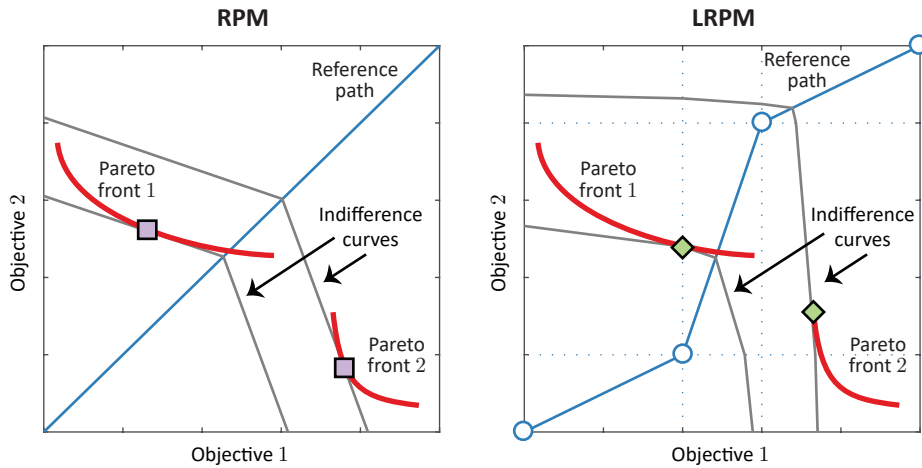 RPM
LRPM
Reference
path
Pareto
front 1
Indifference
curves
Pareto
front 2
Objective 1
Objective 2
Reference
path
Pareto
front 1
Indifference
curves
Pareto
front 2
Objective 1
Objective 2